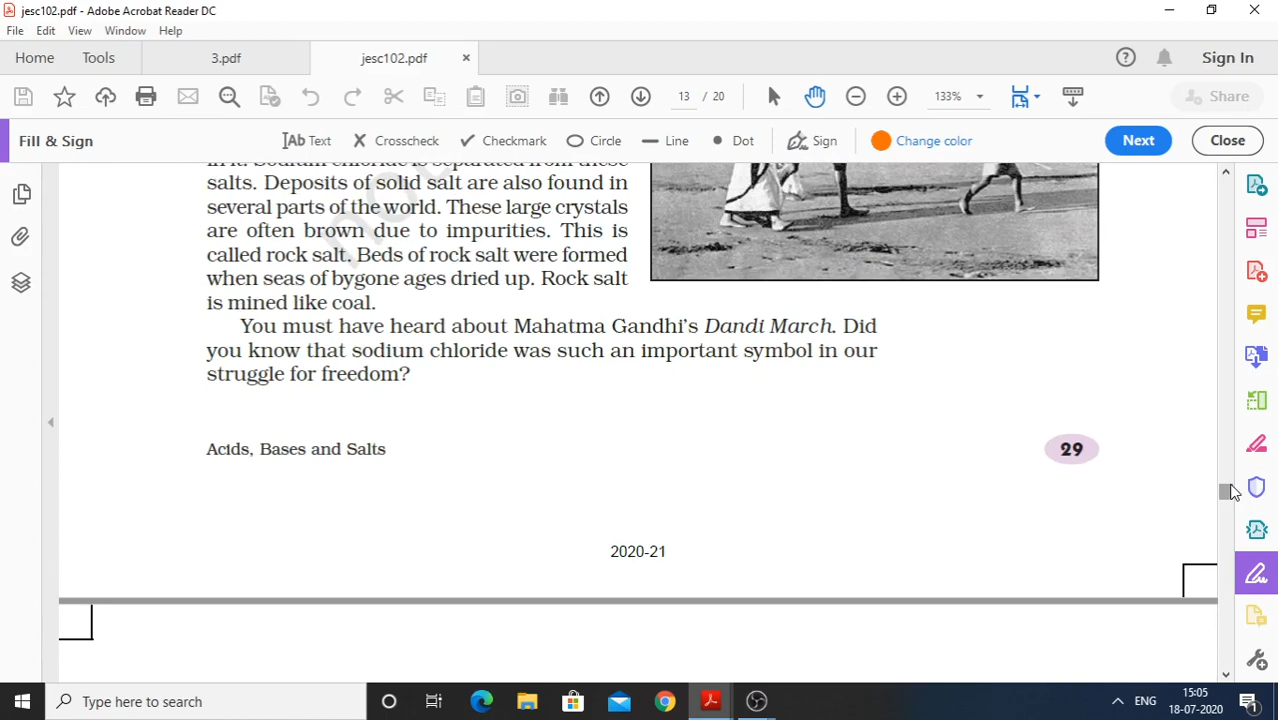 jesc102.pdf - Adobe Acrobat Reader DC
File Edit View Window Help
Home Tools 3.pdf jesc102.pdf × Sign In
13 / 20 133% Share
Fill & Sign Ab Text Crosscheck Checkmark Circle Line Dot Sign Change color Next Close
in it. Sodium chloride is separated from these
salts. Deposits of solid salt are also found in
several parts of the world. These large crystals
are often brown due to impurities. This is
called rock salt. Beds of rock salt were formed
when seas of bygone ages dried up. Rock salt
is mined like coal.
You must have heard about Mahatma Gandhi's Dandi March. Did
you know that sodium chloride was such an important symbol in our
struggle for freedom?
Acids, Bases and Salts 29
2020-21
Type here to search ENG 15:05
18-07-2020 1